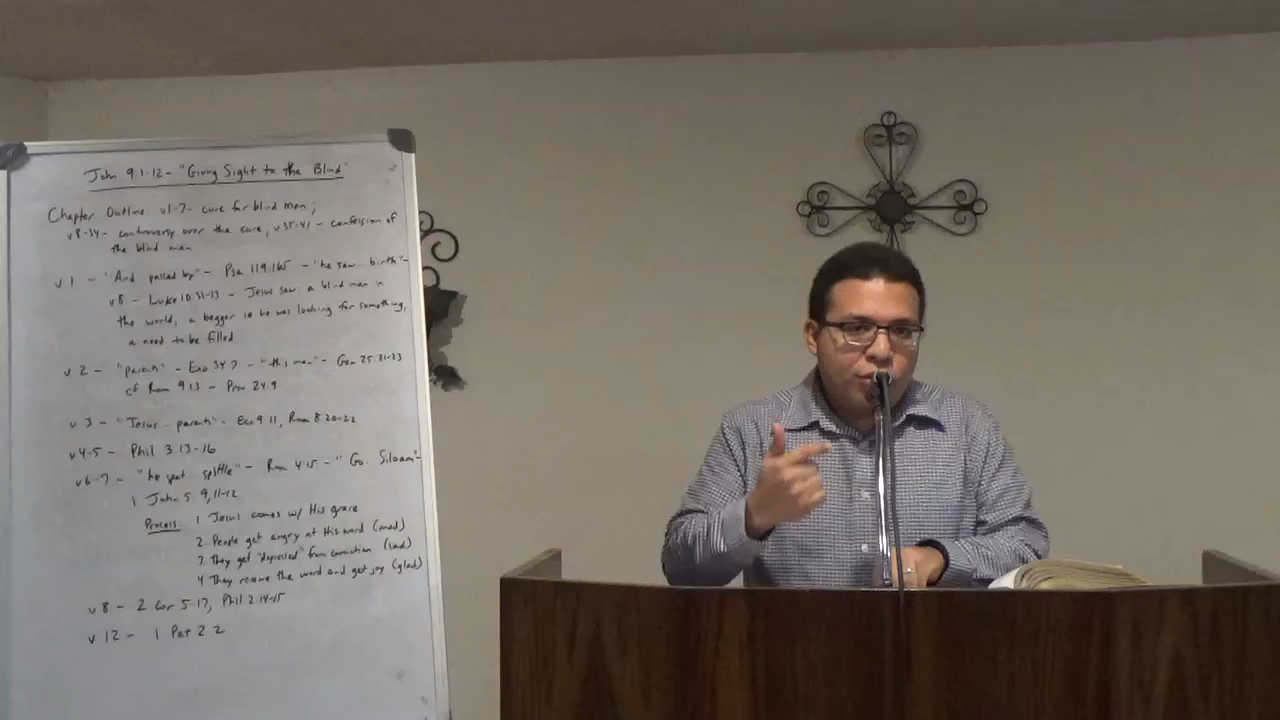 John 9:1-12 - "Giving Sight to the Blind"
Chapter Outline v1-7- cure for blind man;
v8-34- controversy over the cure; v35-41 - confession of
the blind man
v 1 - "And passed by" - Psa 119:165 - "he saw... birth"-
v8 - Luke 10:31-33 - Jesus saw a blind man in
the world, a beggar so he was looking for something,
a need to be filled
v 2 - "parents" - Exo 34:7 - "this man" - Gen 25:21-23
cf Rom 9:13 - Prov 24:9
v 3 - "Jesus... parents" - Ecc 9:11, Rom 8:20-22
v4-5 - Phil 3:13-16
v6-7 - "he spat spittle" - Rom 4:15 - "Go. Siloam"-
1 John 5:9,11-12
Process: 1. Jesus comes w/ His grace
2. People get angry at His word (mad)
3. They get "depressed" from conviction (sad)
4. They receive the word and get joy (glad)
v8 - 2 Cor 5:17, Phil 2:14-15
v 12 - 1 Pet 2:2